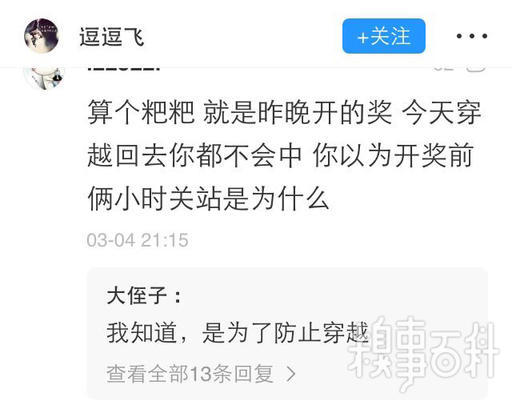 逗逗飞
+关注
算个粑粑 就是昨晚开的奖 今天穿
越回去你都不会中 你以为开奖前
俩小时关站是为什么
03-04 21:15
大侄子：
我知道，是为了防止穿越
查看全部13条回复 >
糗事百科